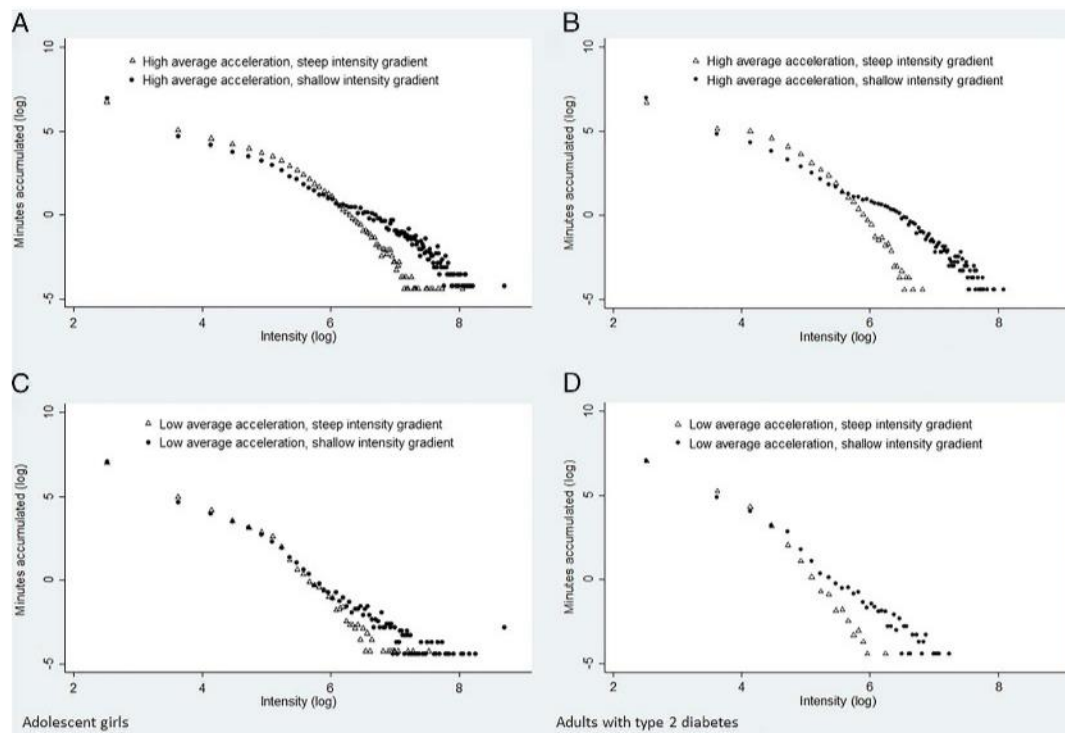 A
10
5
0
-5
Minutes accumulated (log)
High average acceleration, steep intensity gradient
High average acceleration, shallow intensity gradient
2 4 6 8
Intensity (log)
B
10
5
0
-5
Minutes accumulated (log)
High average acceleration, steep intensity gradient
High average acceleration, shallow intensity gradient
2 4 6 8
Intensity (log)
C
10
5
0
-5
Minutes accumulated (log)
Low average acceleration, steep intensity gradient
Low average acceleration, shallow intensity gradient
2 4 6 8
Intensity (log)
Adolescent girls
D
10
5
0
-5
Minutes accumulated (log)
Low average acceleration, steep intensity gradient
Low average acceleration, shallow intensity gradient
2 4 6 8
Intensity (log)
Adults with type 2 diabetes